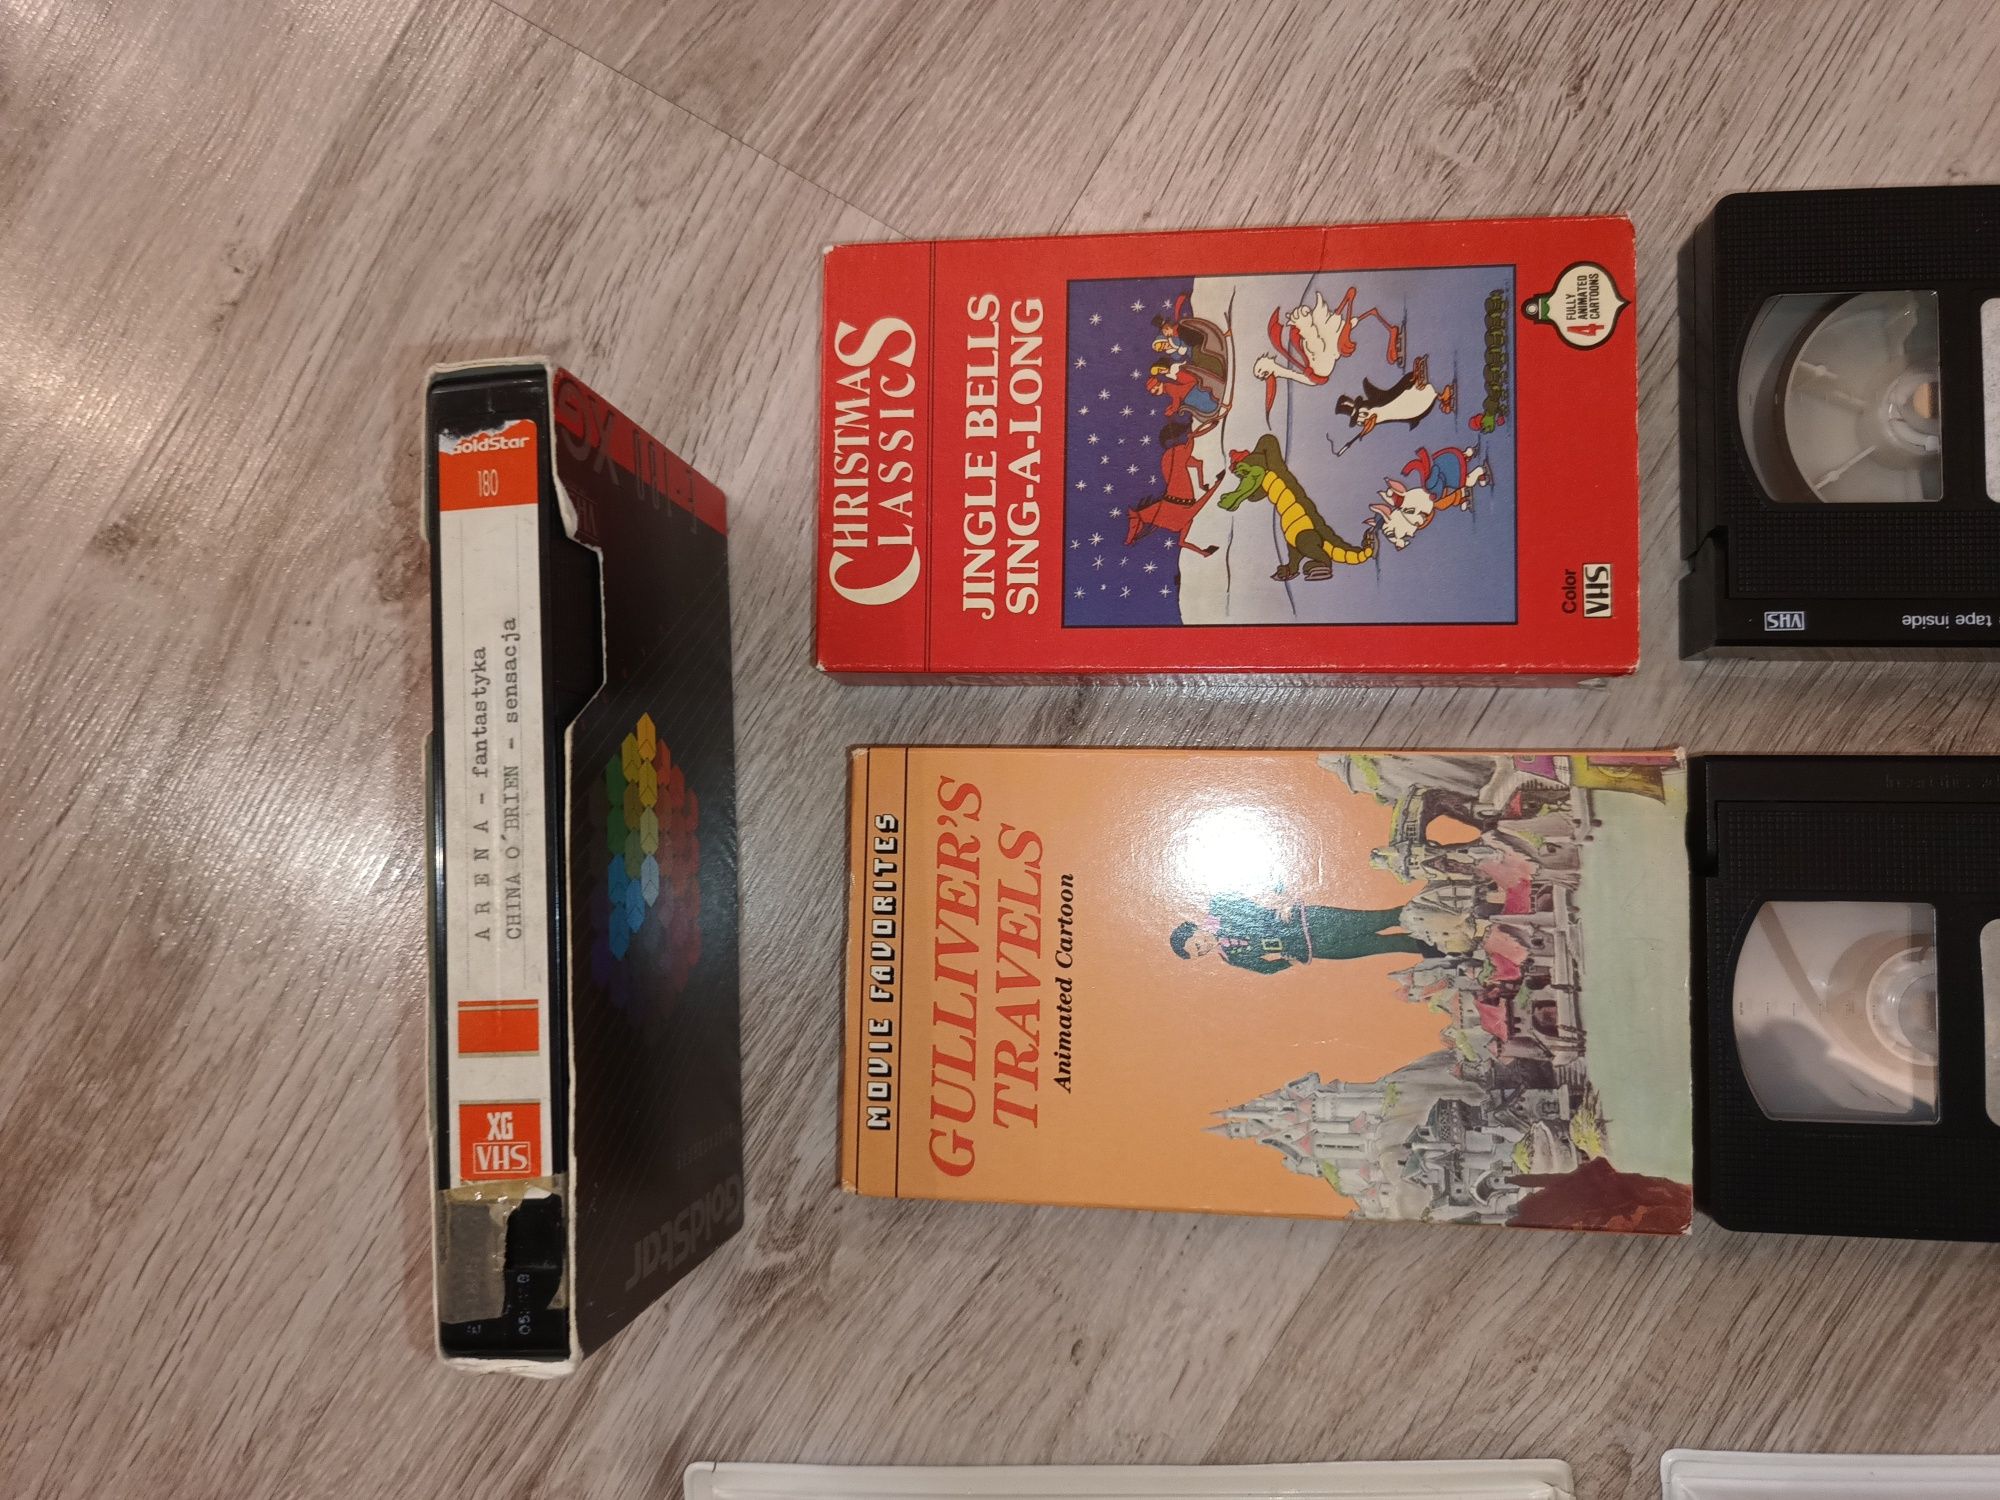 GoldStar
180
A R E N A - fantastyka
CHINA O´BRIEN - sensacja
XG
VHS
XG
GoldStar
CHRISTMAS
CLASSICS
JINGLE BELLS
SING-A-LONG
4 FULLY
ANIMATED
CARTOONS
Color
VHS
MOVIE FAVORITES
GULLIVER'S
TRAVELS
Animated Cartoon
VHS
tape inside